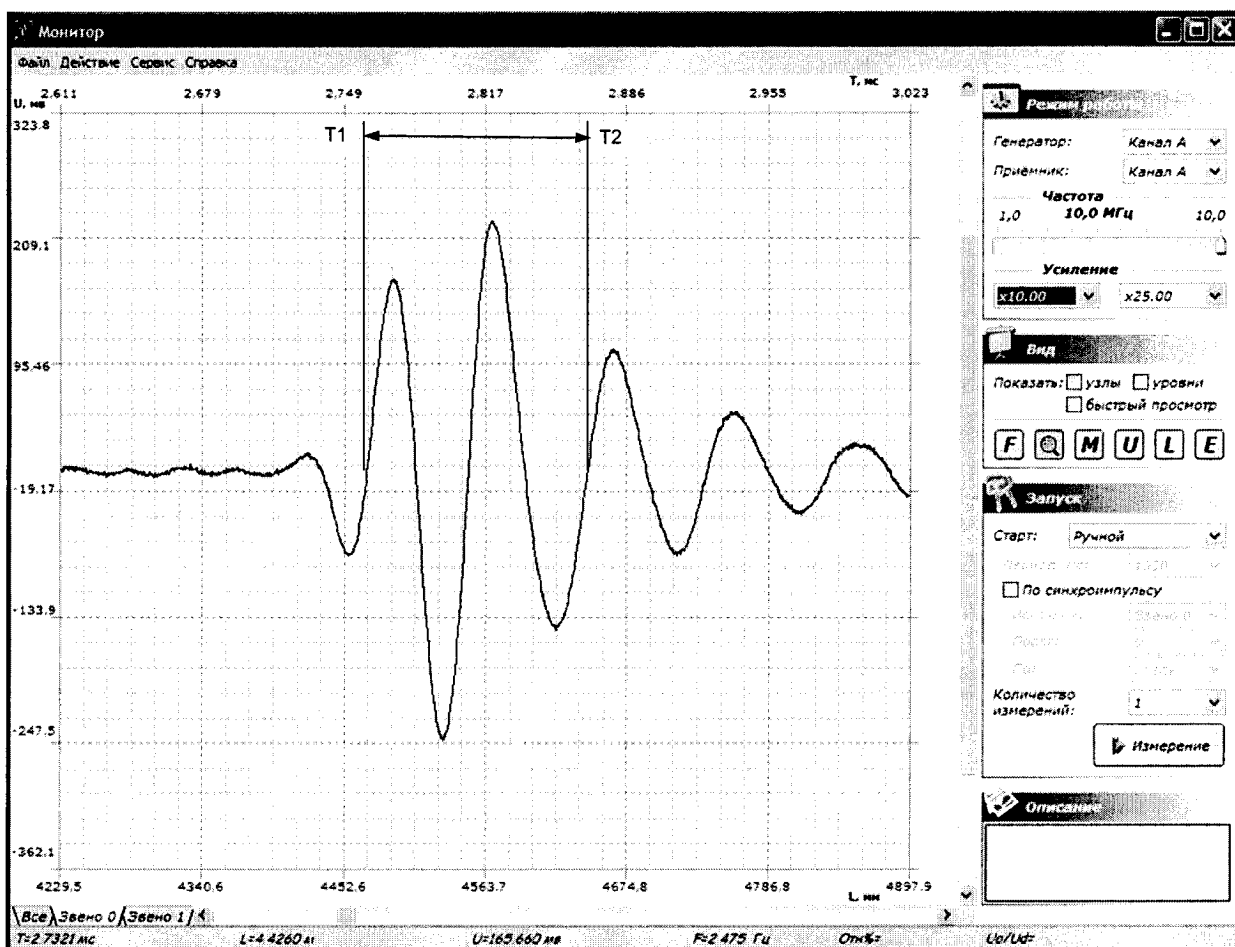 Монитор
Файл Действие Сервис Справка
T, мс
2.611 2.679 2.749 2.817 2.886 2.955 3.023
U, мв
323.8
T1 T2
209.1
95.46
-19.17
-133.9
-247.5
-362.1
4229.5 4340.6 4452.6 4563.7 4674.8 4786.8 4897.9
L, мм
Все Звено 0 Звено 1
T=2.7321 мс L=4.4260 м U=165.660 мв F=2.475 Гц Отн%= Uo/Ud=
Режим работы
Генератор: Канал A
Приемник: Канал A
Частота
1,0 10,0 МГц 10,0
Усиление
x10.00 x25.00
Вид
Показать: узлы уровни
быстрый просмотр
F M U L E
Запуск
Старт: Ручной
По синхроимпульсу
Звено 0
Количество
измерений: 1
Измерение
Описание